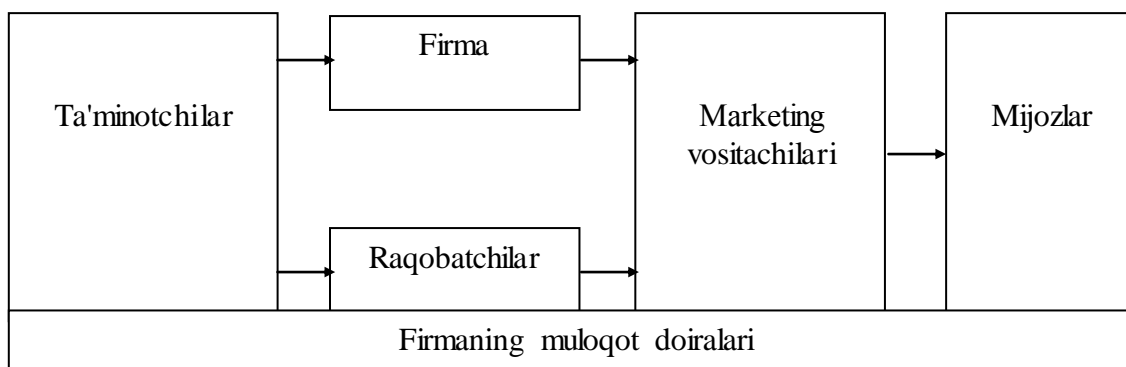 Firma
Ta'minotchilar
Marketing
vositachilari
Mijozlar
Raqobatchilar
Firmaning muloqot doiralari